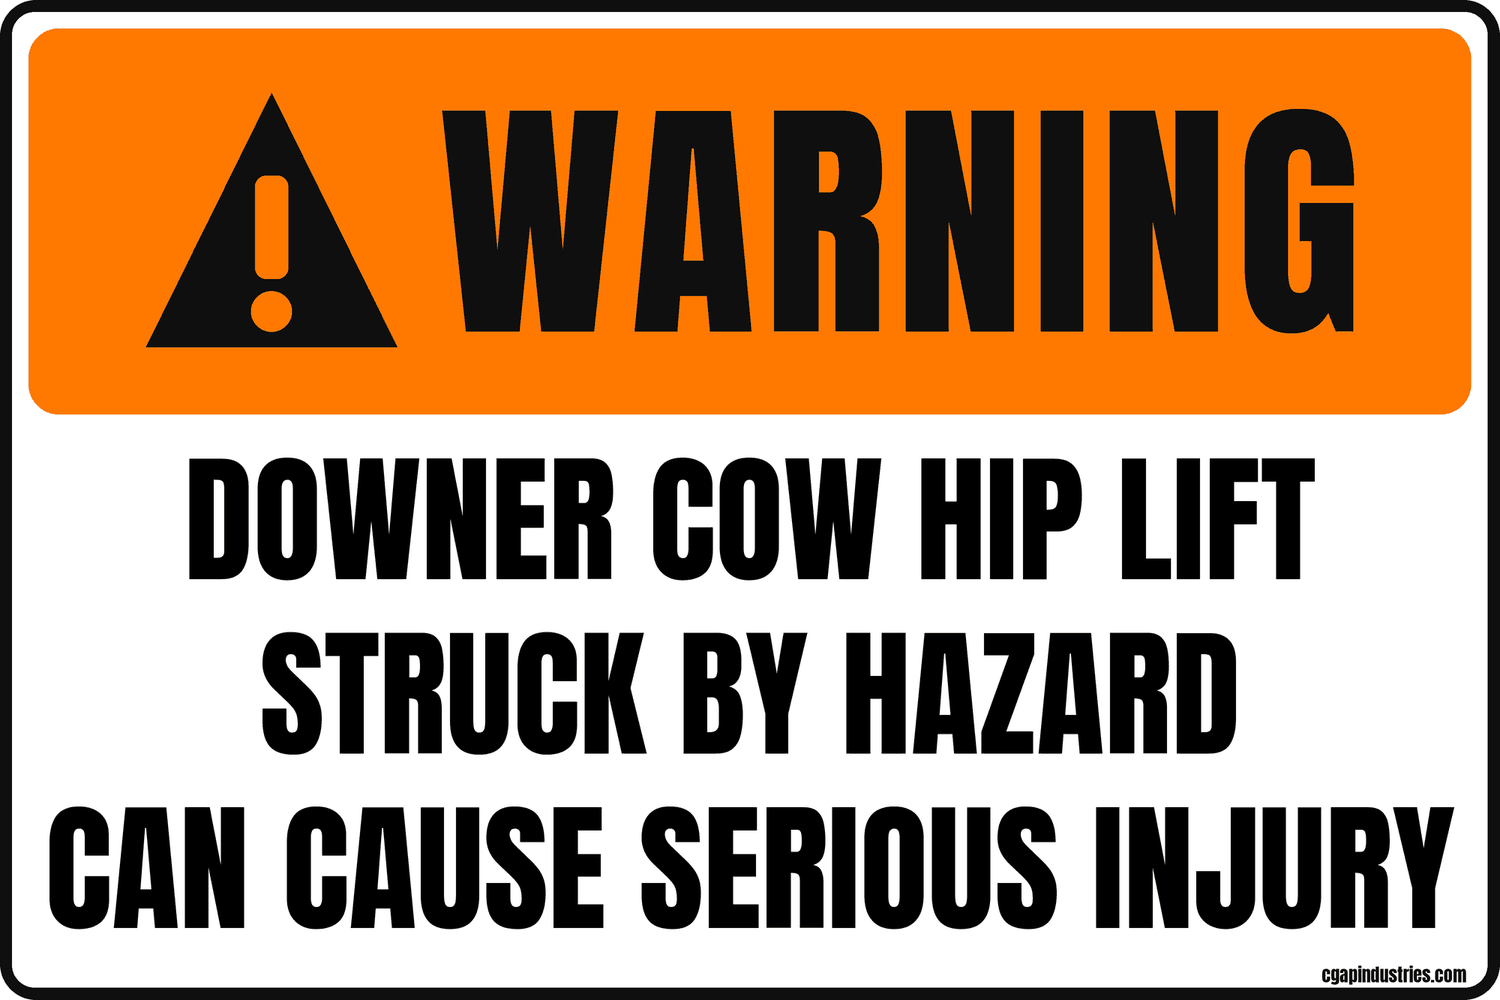 WARNING
DOWNER COW HIP LIFT
STRUCK BY HAZARD
CAN CAUSE SERIOUS INJURY
cgapindustries.com